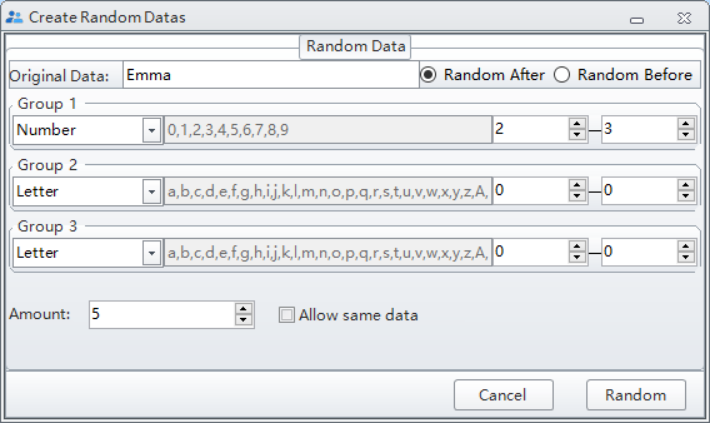 Create Random Datas
Random Data
Original Data: Emma Random After Random Before
Group 1
Number 0,1,2,3,4,5,6,7,8,9 2 — 3
Group 2
Letter a,b,c,d,e,f,g,h,i,j,k,l,m,n,o,p,q,r,s,t,u,v,w,x,y,z,A, 0 — 0
Group 3
Letter a,b,c,d,e,f,g,h,i,j,k,l,m,n,o,p,q,r,s,t,u,v,w,x,y,z,A, 0 — 0
Amount: 5 Allow same data
Cancel Random